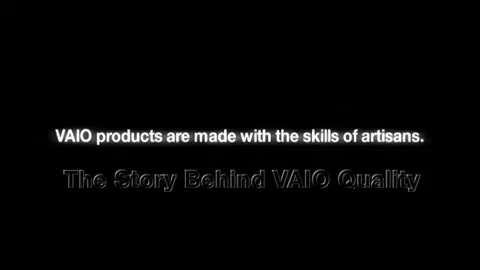 VAIO products are made with the skills of artisans.
The Story Behind VAIO Quality